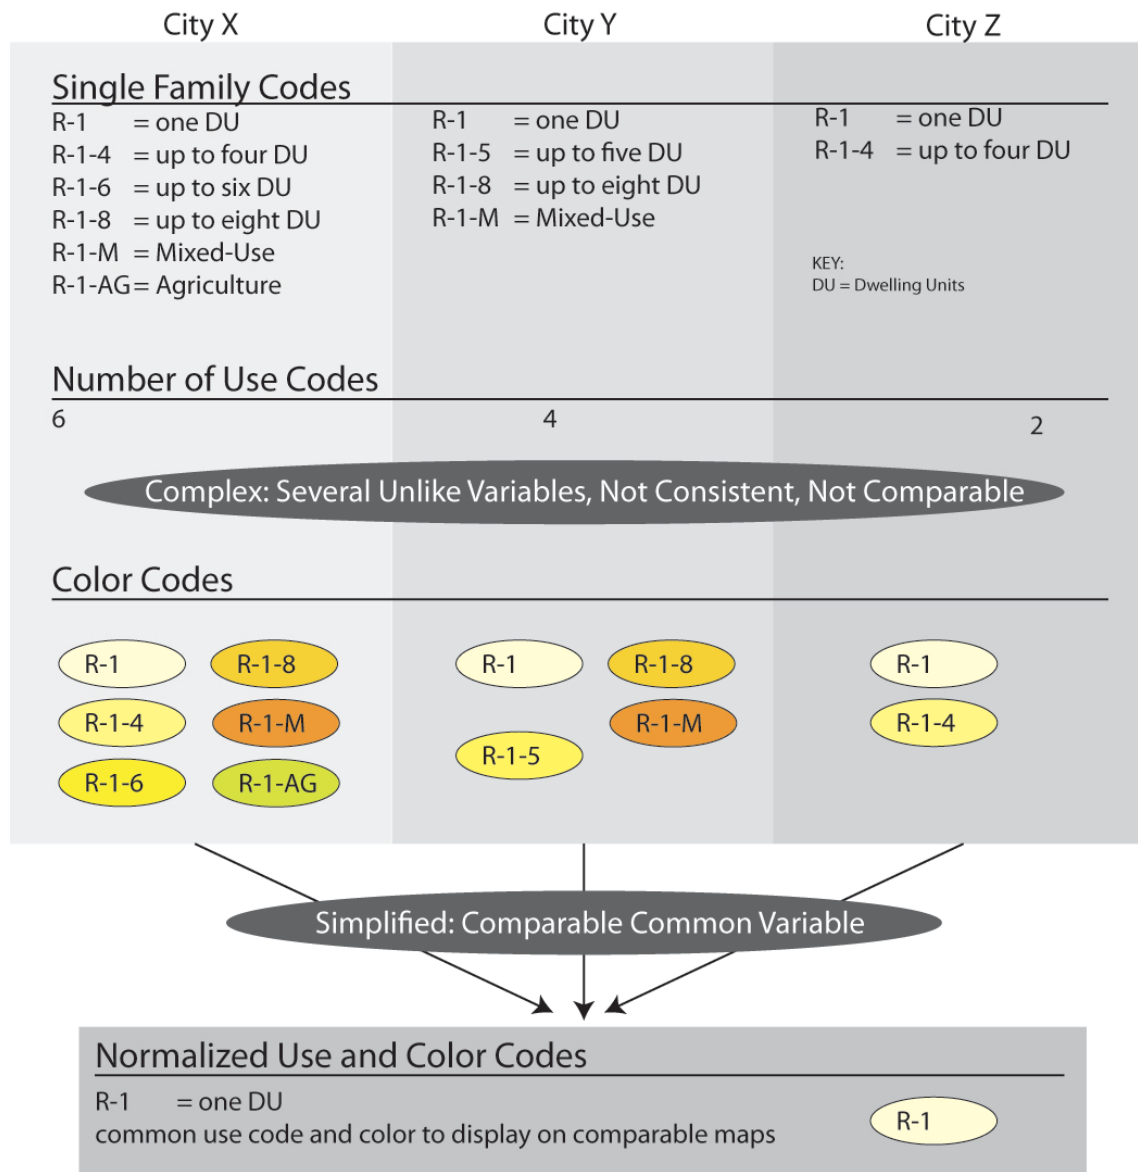 City X
City Y
City Z
Single Family Codes
R-1 = one DU
R-1-4 = up to four DU
R-1-6 = up to six DU
R-1-8 = up to eight DU
R-1-M = Mixed-Use
R-1-AG = Agriculture
R-1 = one DU
R-1-5 = up to five DU
R-1-8 = up to eight DU
R-1-M = Mixed-Use
R-1 = one DU
R-1-4 = up to four DU
KEY:
DU = Dwelling Units
Number of Use Codes
6
4
2
Complex: Several Unlike Variables, Not Consistent, Not Comparable
Color Codes
R-1
R-1-8
R-1-4
R-1-M
R-1-6
R-1-AG
R-1
R-1-8
R-1-M
R-1-5
R-1
R-1-4
Simplified: Comparable Common Variable
Normalized Use and Color Codes
R-1 = one DU
common use code and color to display on comparable maps
R-1